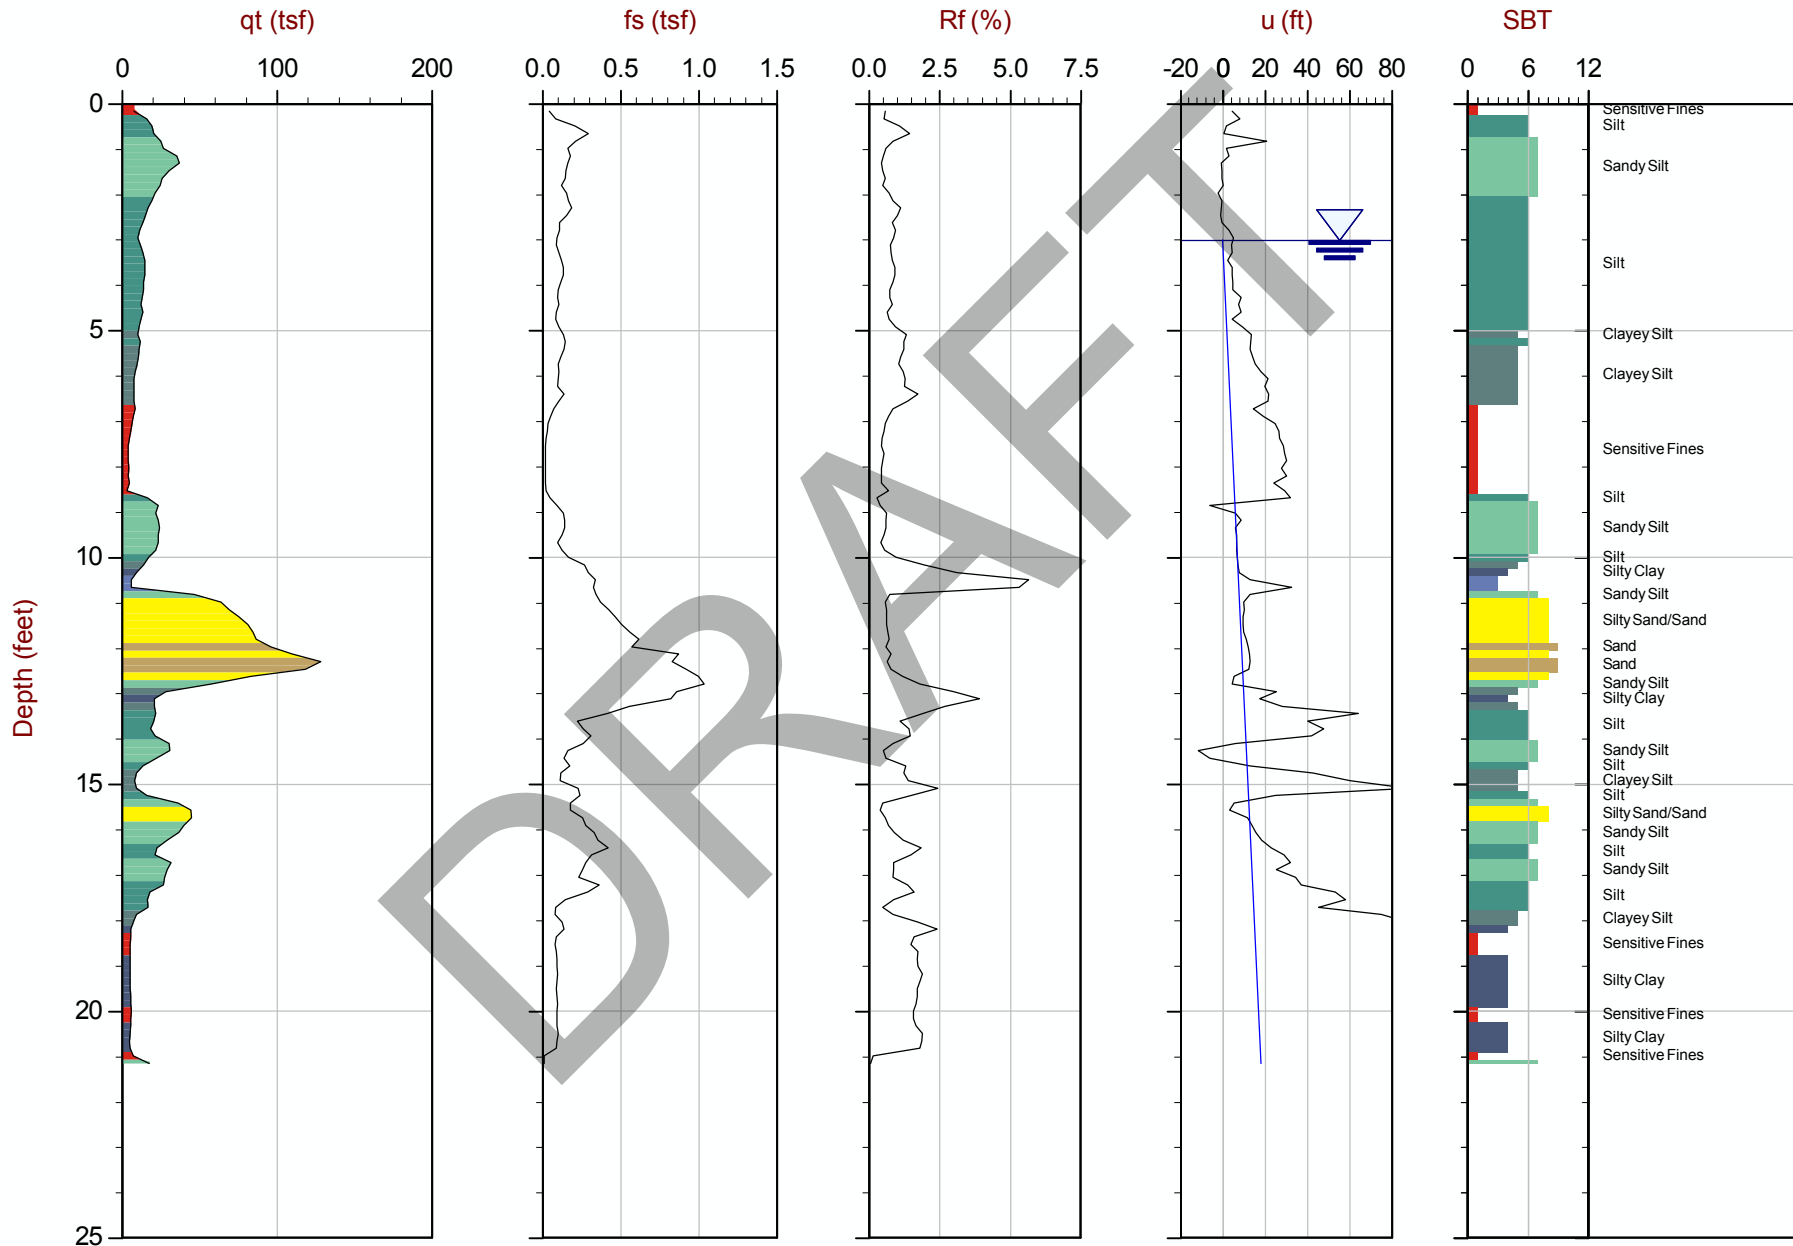 qt (tsf) fs (tsf) Rf (%) u (ft) SBT
0 100 200 0.0 0.5 1.0 1.5 0.0 2.5 5.0 7.5 -20 0 20 40 60 80 0 6 12
0
5
10
15
20
25
Depth (feet)
Sensitive Fines
Silt
Sandy Silt
Silt
Clayey Silt
Clayey Silt
Sensitive Fines
Silt
Sandy Silt
Silt
Silty Clay
Sandy Silt
Silty Sand/Sand
Sand
Sand
Sandy Silt
Silty Clay
Silt
Sandy Silt
Silt
Clayey Silt
Silt
Silty Sand/Sand
Sandy Silt
Silt
Sandy Silt
Silt
Clayey Silt
Sensitive Fines
Silty Clay
Sensitive Fines
Silty Clay
Sensitive Fines
DRAFT